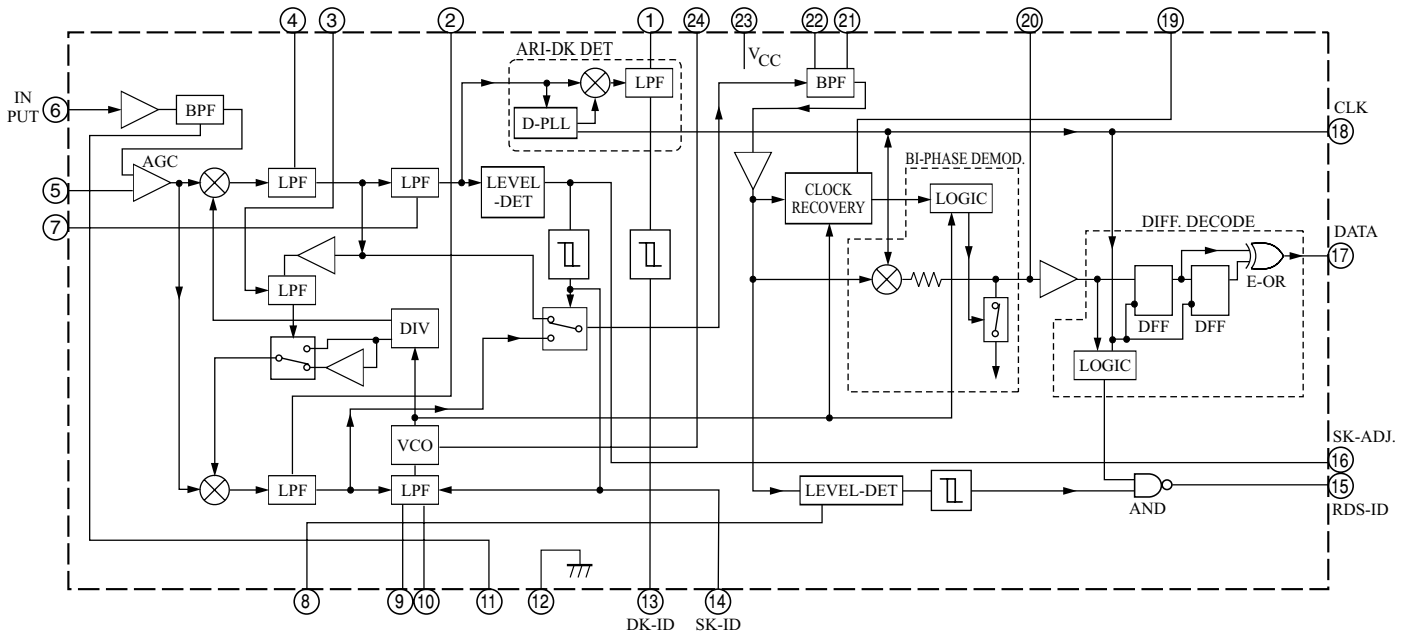 4
3
2
24
1
23
22
21
20
19
ARI-DK DET
VCC
IN
PUT
6
BPF
LPF
BPF
CLK
18
D-PLL
AGC
5
LPF
LPF
LEVEL
-DET
CLOCK
RECOVERY
BI-PHASE DEMOD.
LOGIC
7
DIFF. DECODE
DATA
17
E-OR
LPF
DIV
DFF
DFF
LOGIC
VCO
SK-ADJ.
16
LPF
LPF
LEVEL-DET
AND
15
RDS-ID
8
9
10
11
12
13
14
DK-ID
SK-ID